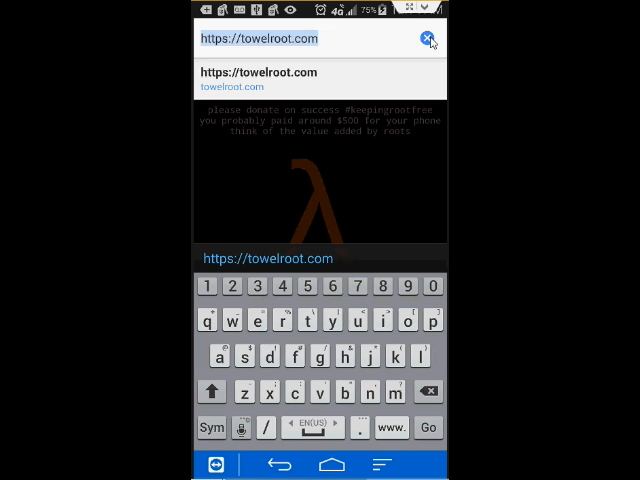 4G 75%
https://towelroot.com
https://towelroot.com
towelroot.com
please donate on success #keepingrootfree
you probably paid around $500 for your phone
think of the value added by roots
λ
https://towelroot.com
1 2 3 4 5 6 7 8 9 0
q w e r t y u i o p
a s d f g h j k l
z x c v b n m
Sym / EN(US) . www. Go